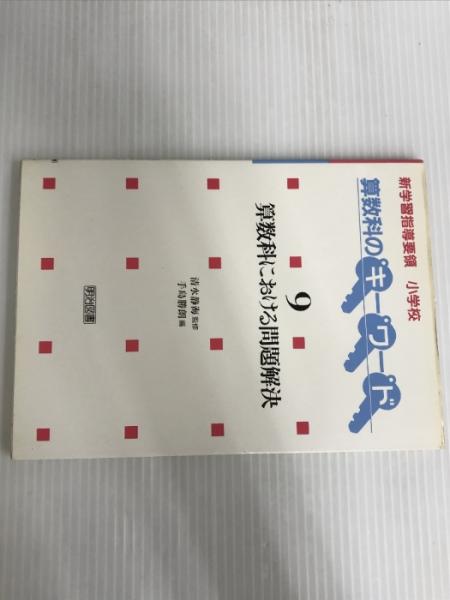 新学習指導要領 小学校
算数科のキーワード
9
算数科における問題解決
清水静海 監修
手島勝朗 編
明治図書